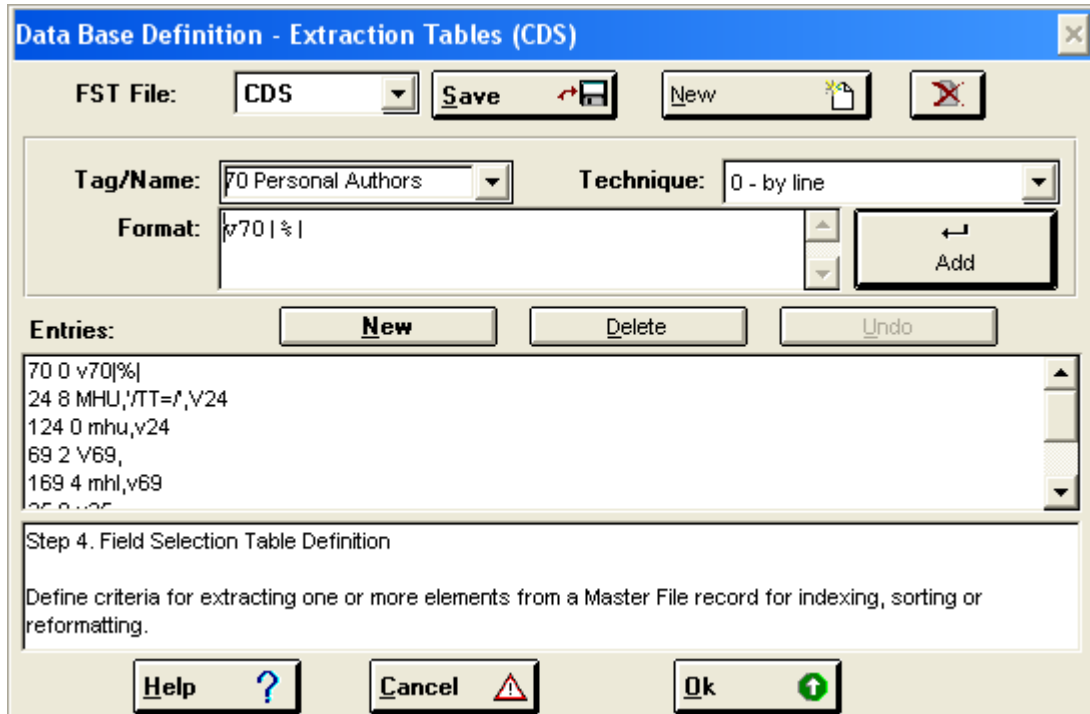 Data Base Definition - Extraction Tables (CDS)
FST File: CDS Save New
Tag/Name: 70 Personal Authors Technique: 0 - by line
Format: v70|%|
Add
Entries: New Delete Undo
70 0 v70|%|
24 8 MHU,'/TT=/',V24
124 0 mhu,v24
69 2 V69,
169 4 mhl,v69
Step 4. Field Selection Table Definition
Define criteria for extracting one or more elements from a Master File record for indexing, sorting or
reformatting.
Help ? Cancel Ok